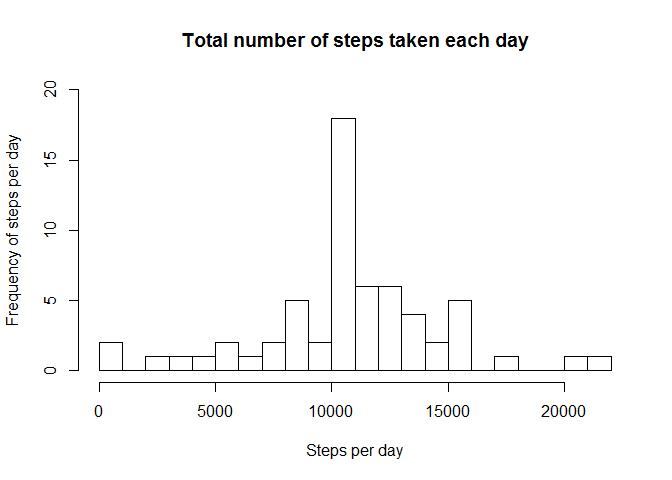 Total number of steps taken each day
Frequency of steps per day
20
15
10
5
0
0 5000 10000 15000 20000
Steps per day